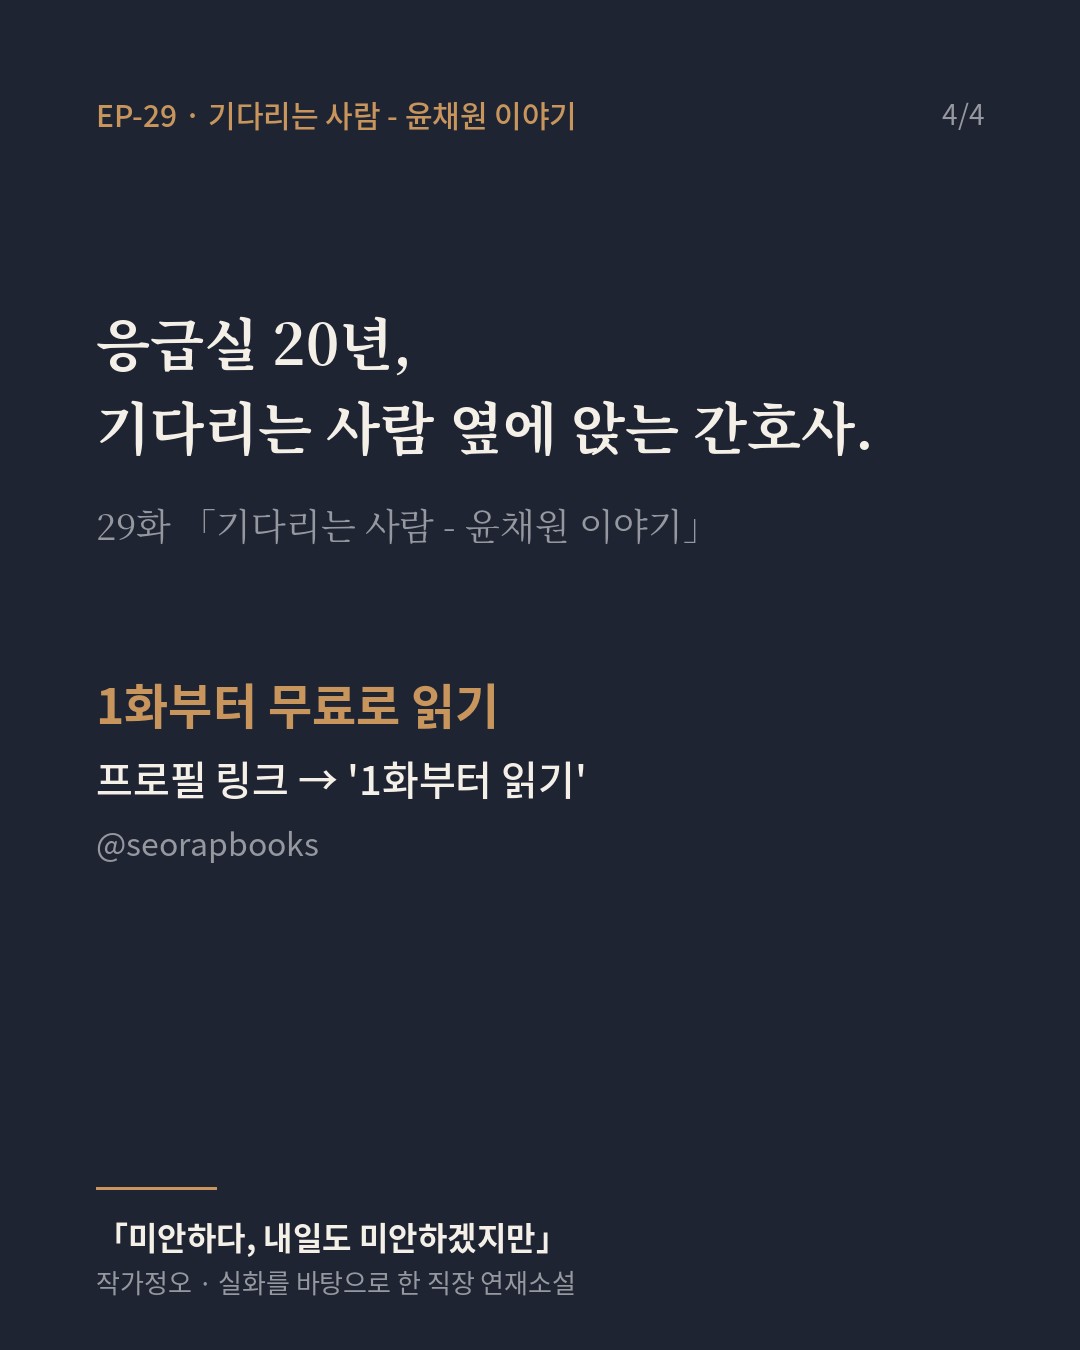 EP-29 · 기다리는 사람 - 윤채원 이야기
4/4
응급실 20년,
기다리는 사람 옆에 앉는 간호사.
29화 「기다리는 사람 - 윤채원 이야기」
1화부터 무료로 읽기
프로필 링크 → '1화부터 읽기'
@seorapbooks
「미안하다, 내일도 미안하겠지만」
작가정오 · 실화를 바탕으로 한 직장 연재소설